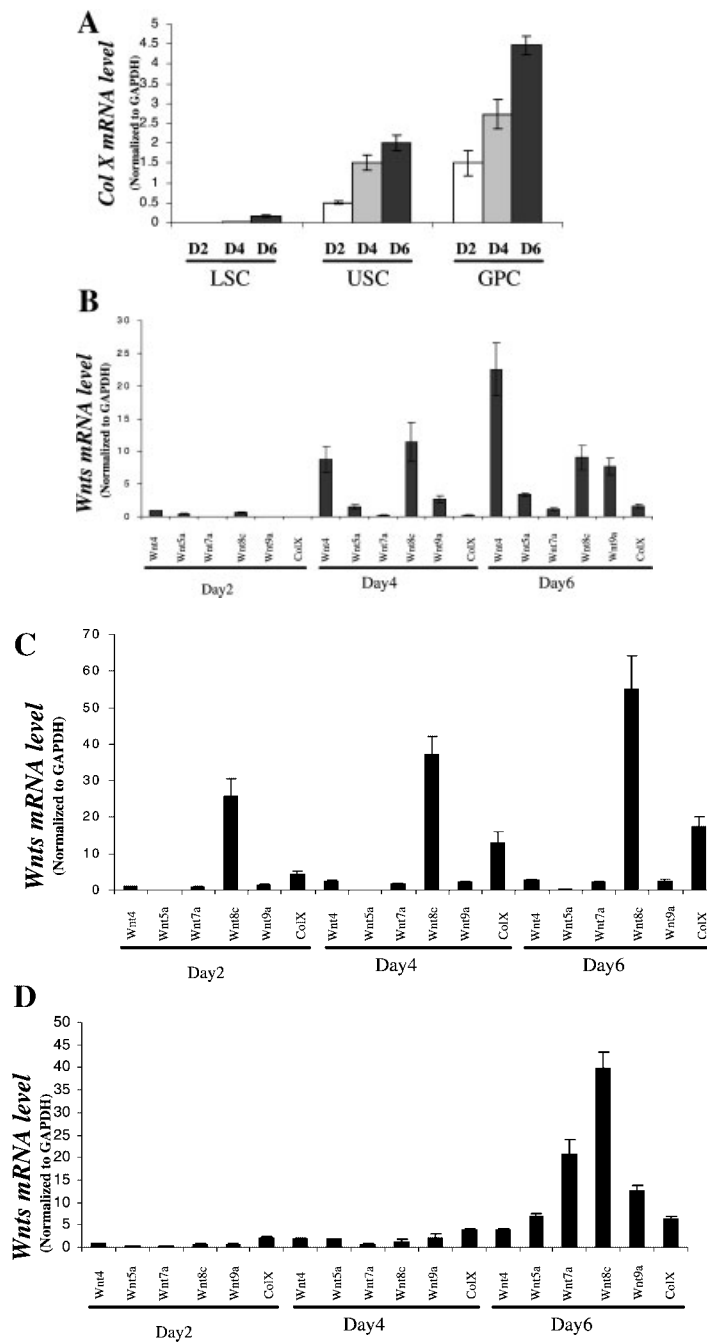 A
Col X mRNA level
(Normalized to GAPDH)
5
4.5
4
3.5
3
2.5
2
1.5
1
0.5
0
D2 D4 D6 D2 D4 D6 D2 D4 D6
LSC USC GPC
B
Wnts mRNA level
(Normalized to GAPDH)
30
25
20
15
10
5
0
Wnt4 Wnt5a Wnt7a Wnt8c Wnt9a ColX Wnt4 Wnt5a Wnt7a Wnt8c Wnt9a ColX Wnt4 Wnt5a Wnt7a Wnt8c Wnt9a ColX
Day2 Day4 Day6
C
Wnts mRNA level
(Normalized to GAPDH)
70
60
50
40
30
20
10
0
Wnt4 Wnt5a Wnt7a Wnt8c Wnt9a ColX Wnt4 Wnt5a Wnt7a Wnt8c Wnt9a ColX Wnt4 Wnt5a Wnt7a Wnt8c Wnt9a ColX
Day2 Day4 Day6
D
Wnts mRNA level
(Normalized to GAPDH)
50
45
40
35
30
25
20
15
10
5
0
Wnt4 Wnt5a Wnt7a Wnt8c Wnt9a ColX Wnt4 Wnt5a Wnt7a Wnt8c Wnt9a ColX Wnt4 Wnt5a Wnt7a Wnt8c Wnt9a ColX
Day2 Day4 Day6